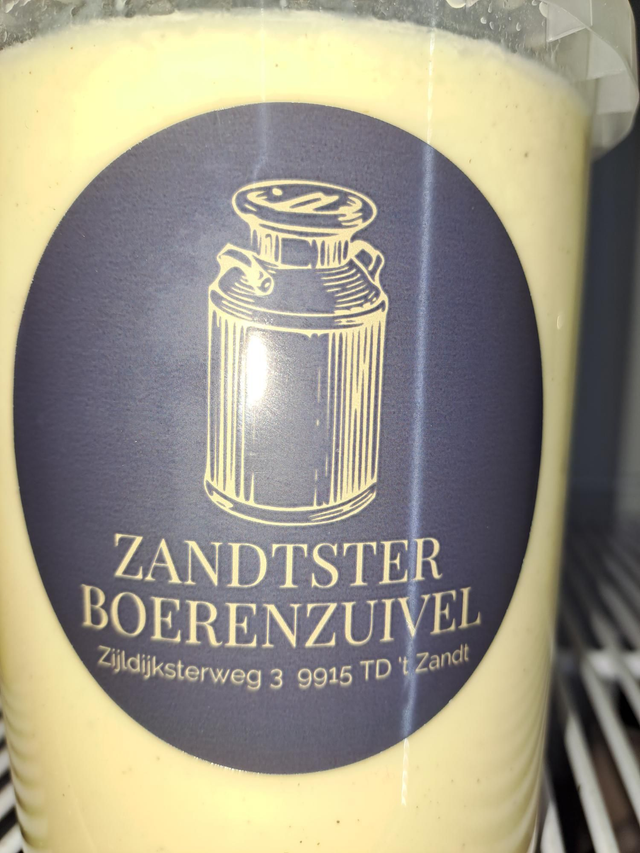 ZANDTSTER
BOERENZUIVEL
Zijldijksterweg 3 9915 TD 't Zandt